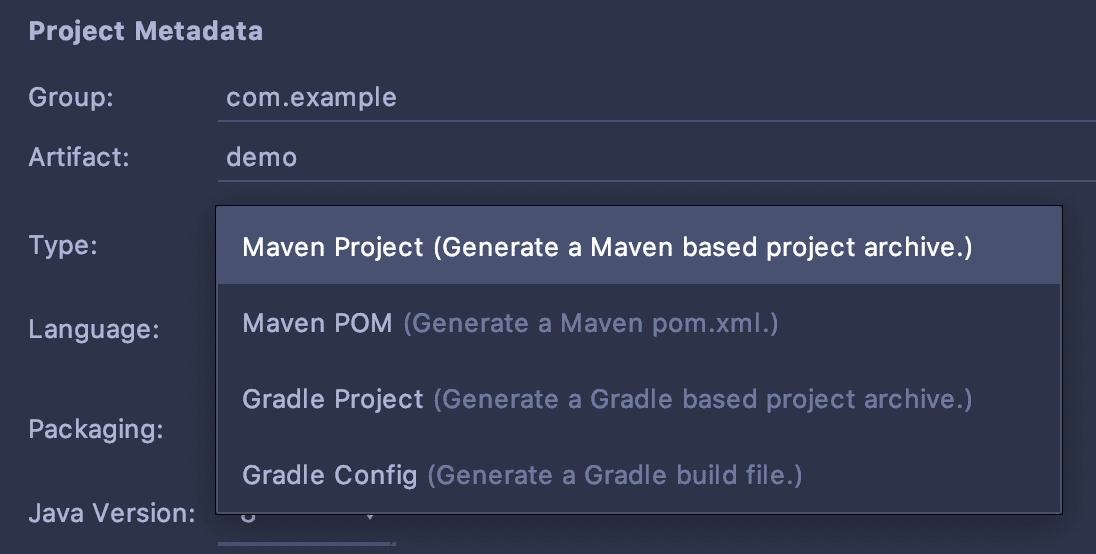 Project Metadata
Group: com.example
Artifact: demo
Type: Maven Project (Generate a Maven based project archive.)
Maven POM (Generate a Maven pom.xml.)
Language:
Gradle Project (Generate a Gradle based project archive.)
Packaging:
Gradle Config (Generate a Gradle build file.)
Java Version: